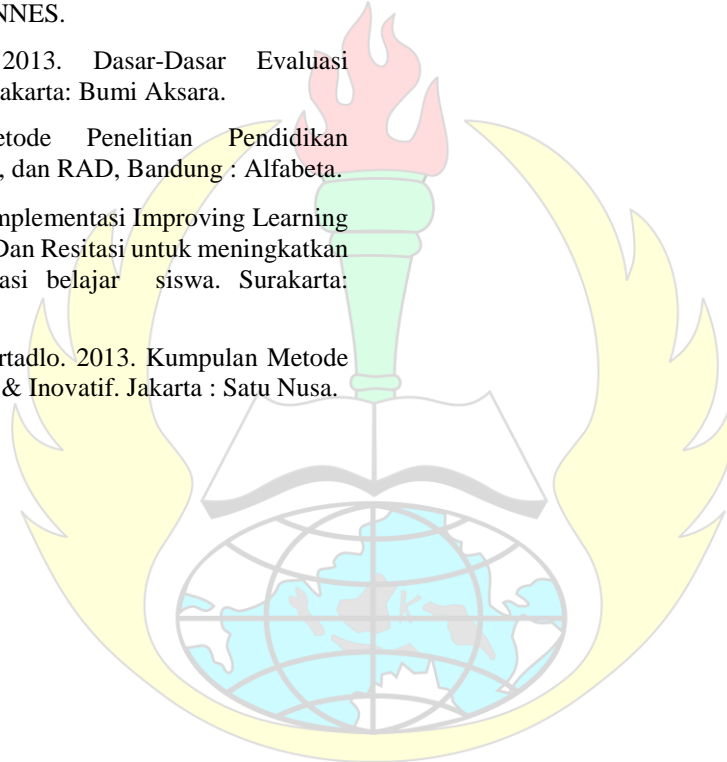 NNES.
2013. Dasar-Dasar Evaluasi
akarta: Bumi Aksara.
etode Penelitian Pendidikan
, dan RAD, Bandung : Alfabeta.
mplementasi Improving Learning
Dan Resitasi untuk meningkatkan
asi belajar siswa. Surakarta:
rtadlo. 2013. Kumpulan Metode
& Inovatif. Jakarta : Satu Nusa.